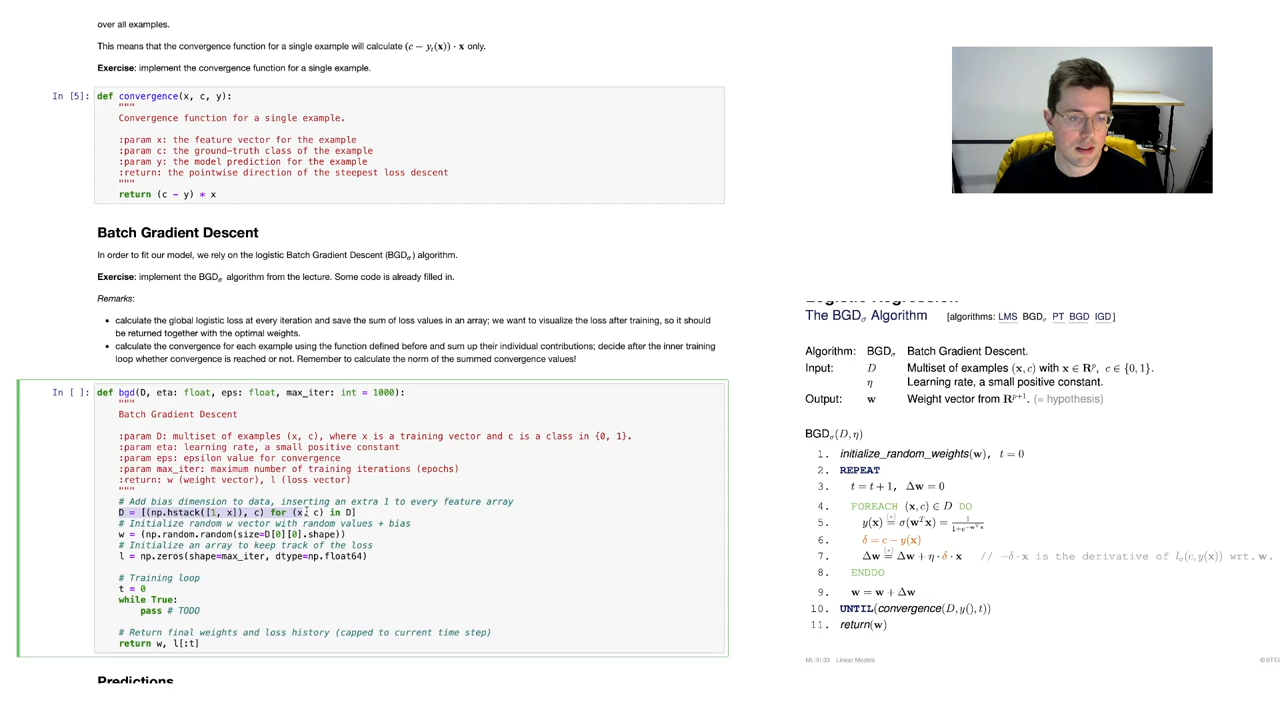 over all examples.
This means that the convergence function for a single example will calculate (c − y_t(x)) · x only.
Exercise: implement the convergence function for a single example.
In [5]: def convergence(x, c, y):
"""
Convergence function for a single example.
:param x: the feature vector for the example
:param c: the ground-truth class of the example
:param y: the model prediction for the example
:return: the pointwise direction of the steepest loss descent
"""
return (c - y) * x
Batch Gradient Descent
In order to fit our model, we rely on the logistic Batch Gradient Descent (BGDσ) algorithm.
Exercise: implement the BGDσ algorithm from the lecture. Some code is already filled in.
Remarks:
• calculate the global logistic loss at every iteration and save the sum of loss values in an array; we want to visualize the loss after training, so it should
be returned together with the optimal weights.
• calculate the convergence for each example using the function defined before and sum up their individual contributions; decide after the inner training
loop whether convergence is reached or not. Remember to calculate the norm of the summed convergence values!
In [ ]: def bgd(D, eta: float, eps: float, max_iter: int = 1000):
"""
Batch Gradient Descent
:param D: multiset of examples (x, c), where x is a training vector and c is a class in {0, 1}.
:param eta: learning rate, a small positive constant
:param eps: epsilon value for convergence
:param max_iter: maximum number of training iterations (epochs)
:return: w (weight vector), l (loss vector)
"""
# Add bias dimension to data, inserting an extra 1 to every feature array
D = [(np.hstack([1, x]), c) for (x, c) in D]
# Initialize random w vector with random values + bias
w = (np.random.random(size=D[0][0].shape))
# Initialize an array to keep track of the loss
l = np.zeros(shape=max_iter, dtype=np.float64)
# Training loop
t = 0
while True:
pass # TODO
# Return final weights and loss history (capped to current time step)
return w, l[:t]
Predictions
Logistic Regression
The BGDσ Algorithm [algorithms: LMS BGDσ PT BGD IGD]
Algorithm: BGDσ Batch Gradient Descent.
Input: D Multiset of examples (x, c) with x ∈ R^p, c ∈ {0, 1}.
η Learning rate, a small positive constant.
Output: w Weight vector from R^{p+1}. (= hypothesis)
BGDσ(D, η)
1. initialize_random_weights(w), t = 0
2. REPEAT
3. t = t + 1, Δw = 0
4. FOREACH (x, c) ∈ D DO
5. y(x) (*)= σ(w^T x) = 1/(1+e^{−w^T x})
6. δ = c − y(x)
7. Δw (*)= Δw + η · δ · x // −δ · x is the derivative of lσ(c, y(x)) wrt. w.
8. ENDDO
9. w = w + Δw
10. UNTIL(convergence(D, y(), t))
11. return(w)
ML:III-33 Linear Models